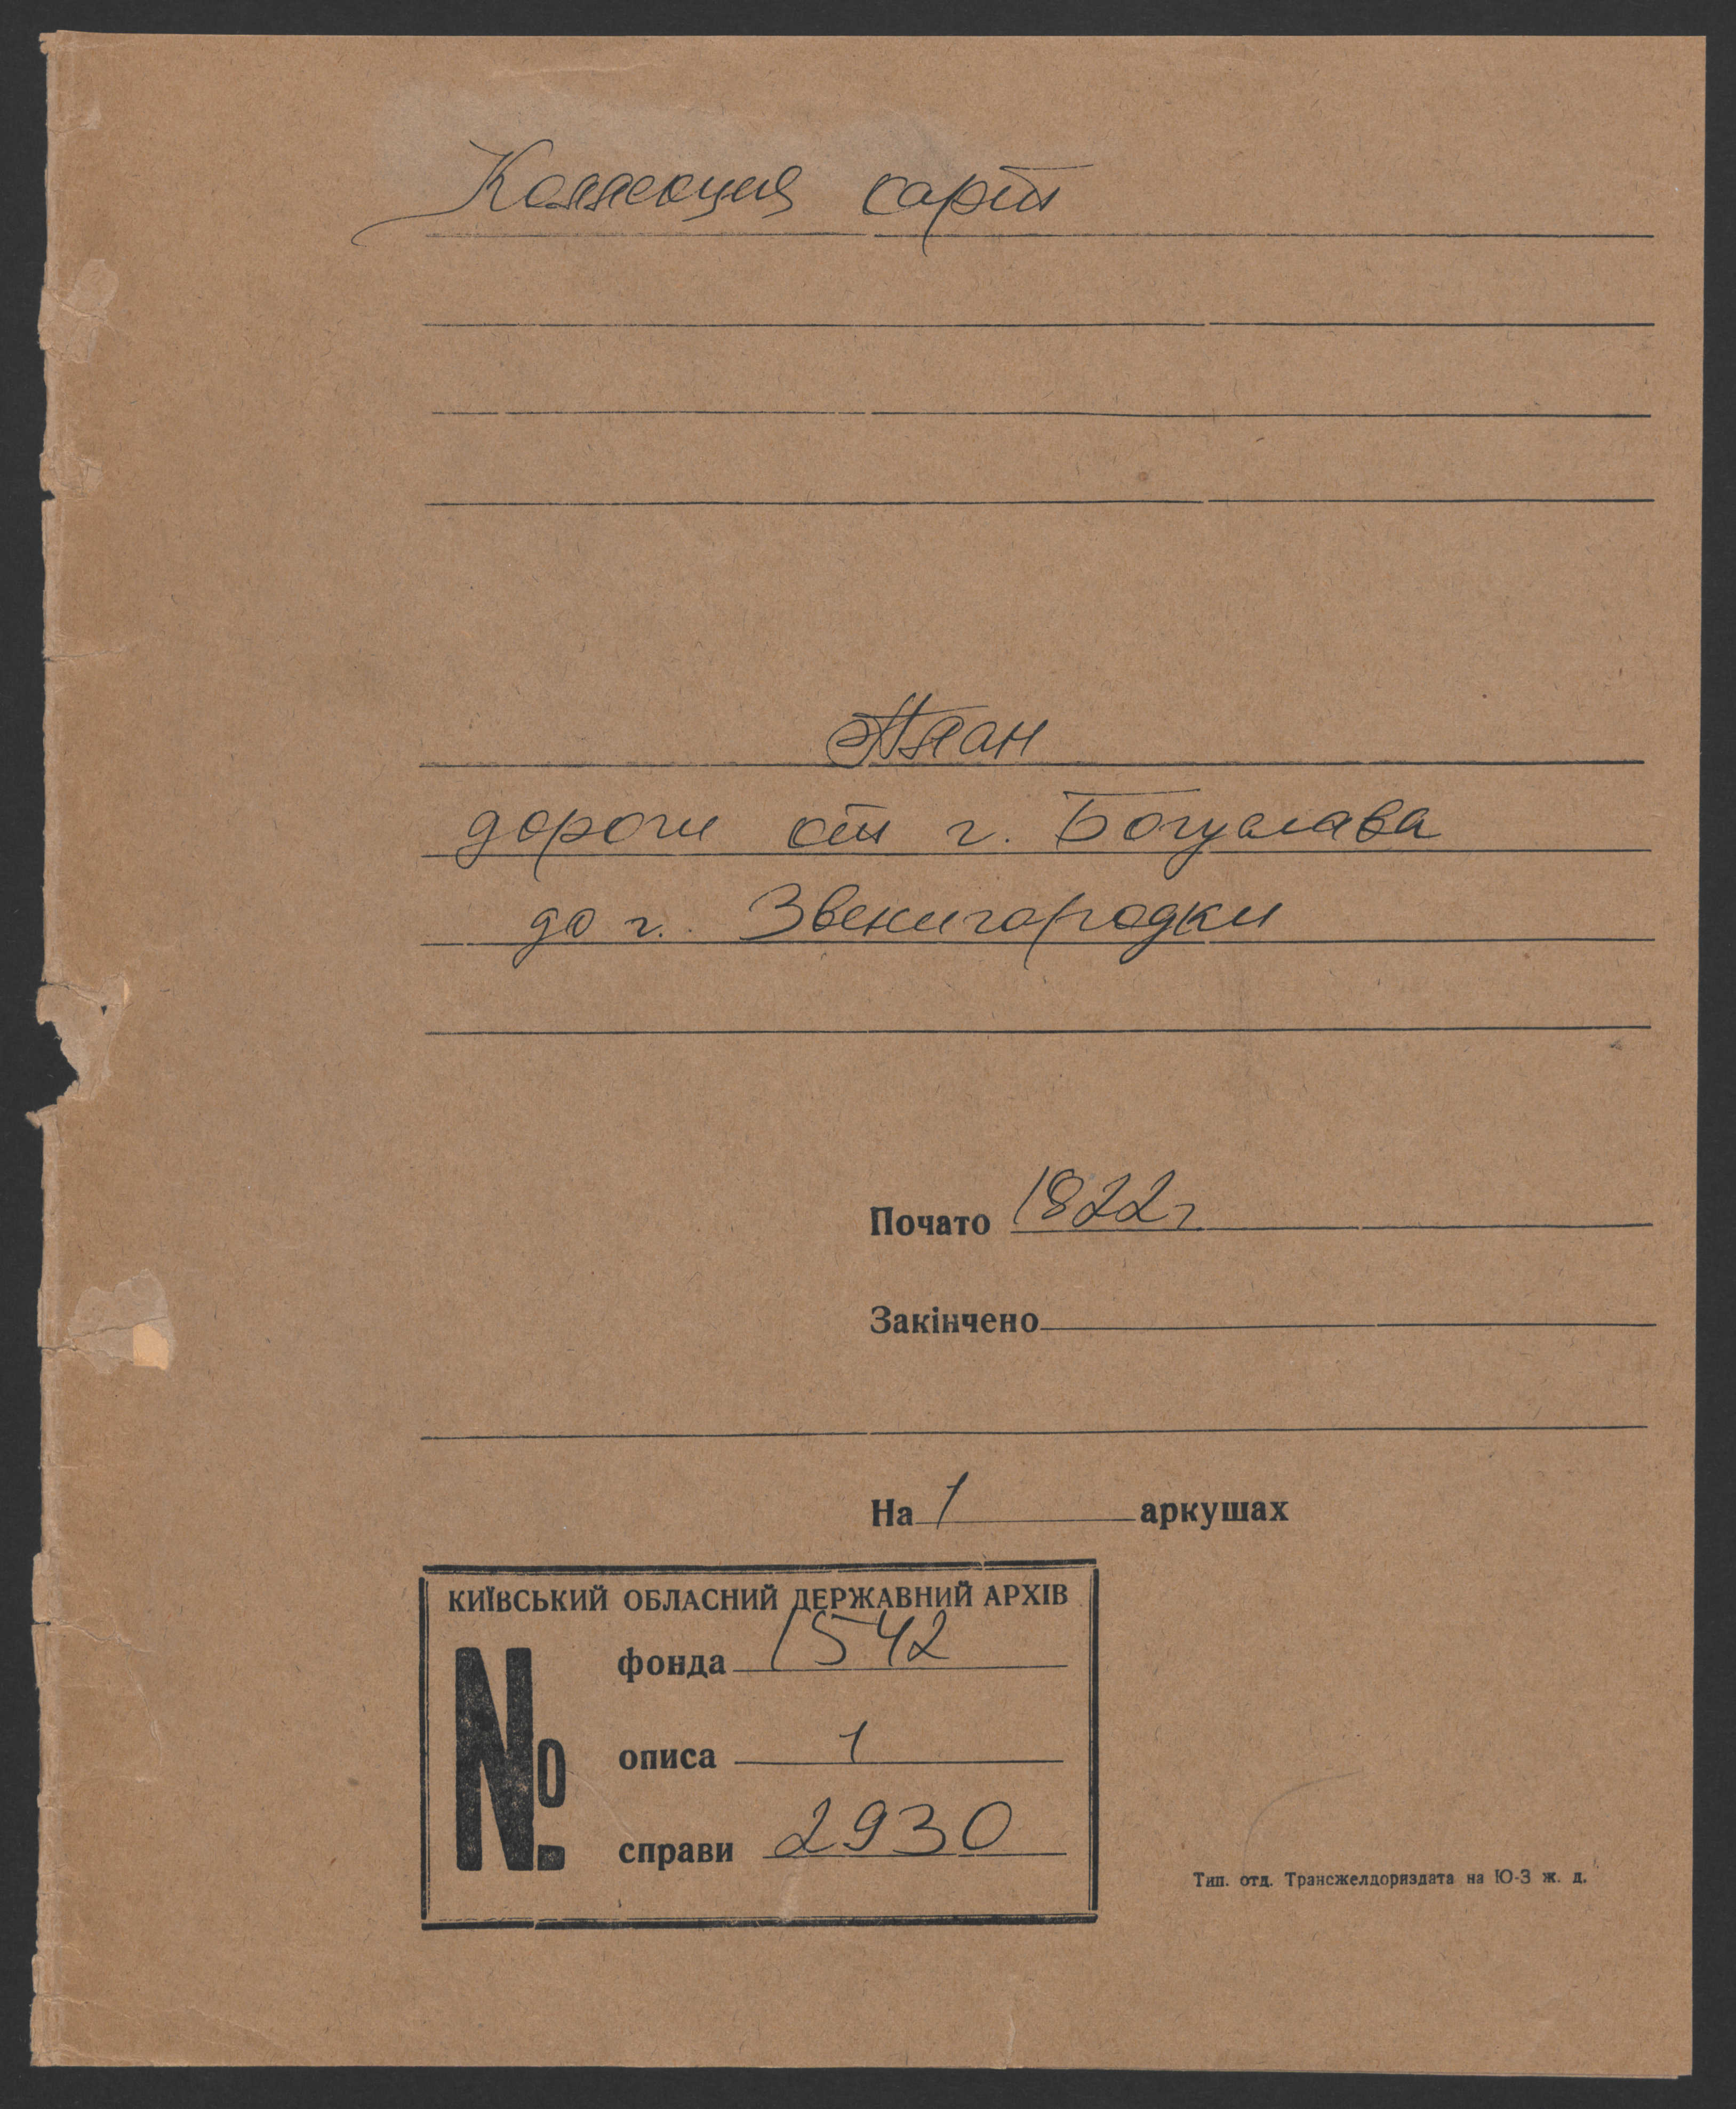 Коллекция карт
План
дороги от г. Богуслава
до г. Звенигородки
Почато 1822 г
Закінчено
На 1 аркушах
КИЇВСЬКИЙ ОБЛАСНИЙ ДЕРЖАВНИЙ АРХІВ
№
фонда 1542
описа 1
справи 2930
Тип. отд. Трансжелдориздата на Ю-З ж. д.